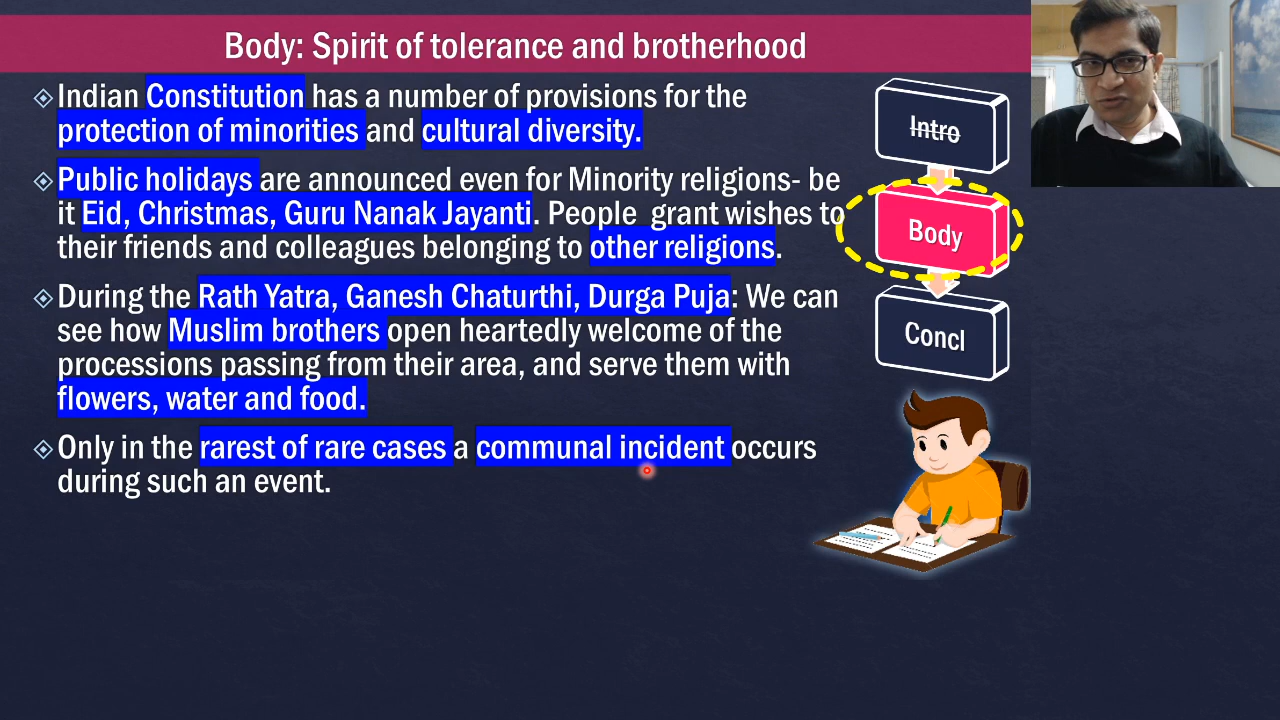 Body: Spirit of tolerance and brotherhood
Indian Constitution has a number of provisions for the
protection of minorities and cultural diversity.
Public holidays are announced even for Minority religions- be
it Eid, Christmas, Guru Nanak Jayanti. People grant wishes to
their friends and colleagues belonging to other religions.
During the Rath Yatra, Ganesh Chaturthi, Durga Puja: We can
see how Muslim brothers open heartedly welcome of the
processions passing from their area, and serve them with
flowers, water and food.
Only in the rarest of rare cases a communal incident occurs
during such an event.
Intro
Body
Concl